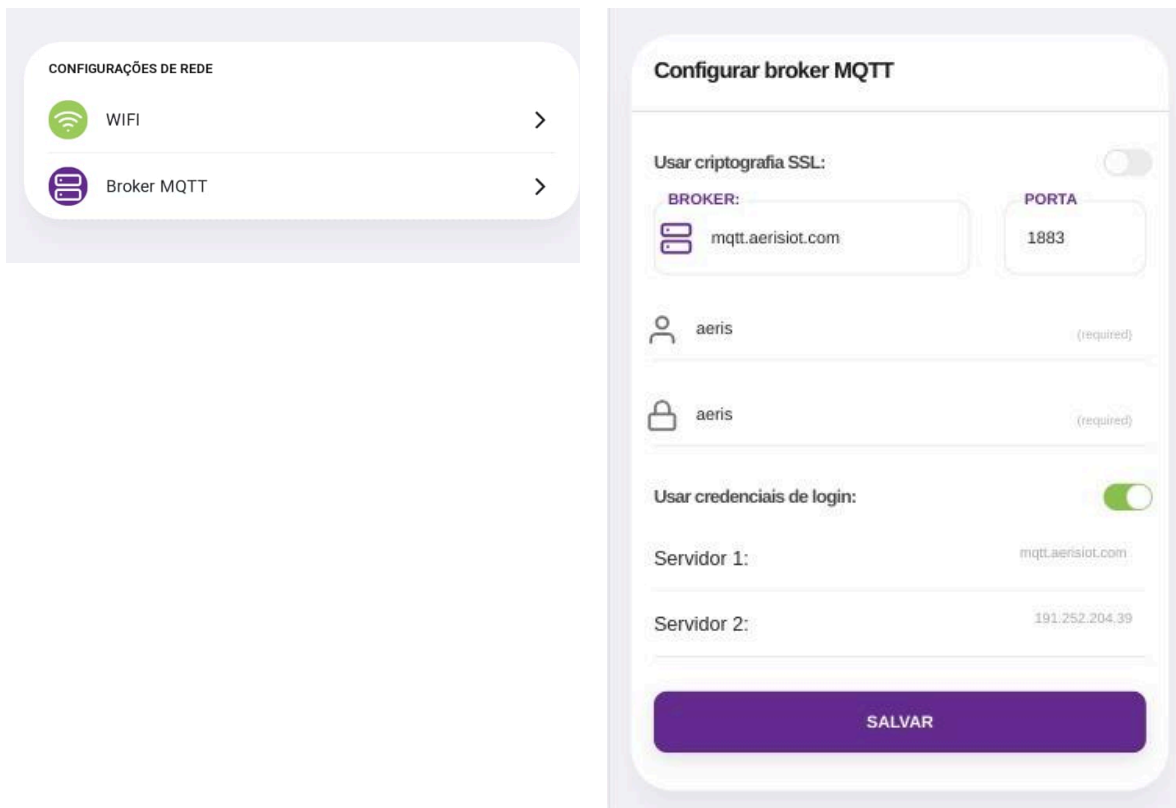 CONFIGURAÇÕES DE REDE
WIFI
Broker MQTT
Configurar broker MQTT
Usar criptografia SSL:
BROKER: PORTA
mqtt.aerisiot.com 1883
aeris (required)
aeris (required)
Usar credenciais de login:
Servidor 1: mqtt.aerisiot.com
Servidor 2: 191.252.204.39
SALVAR